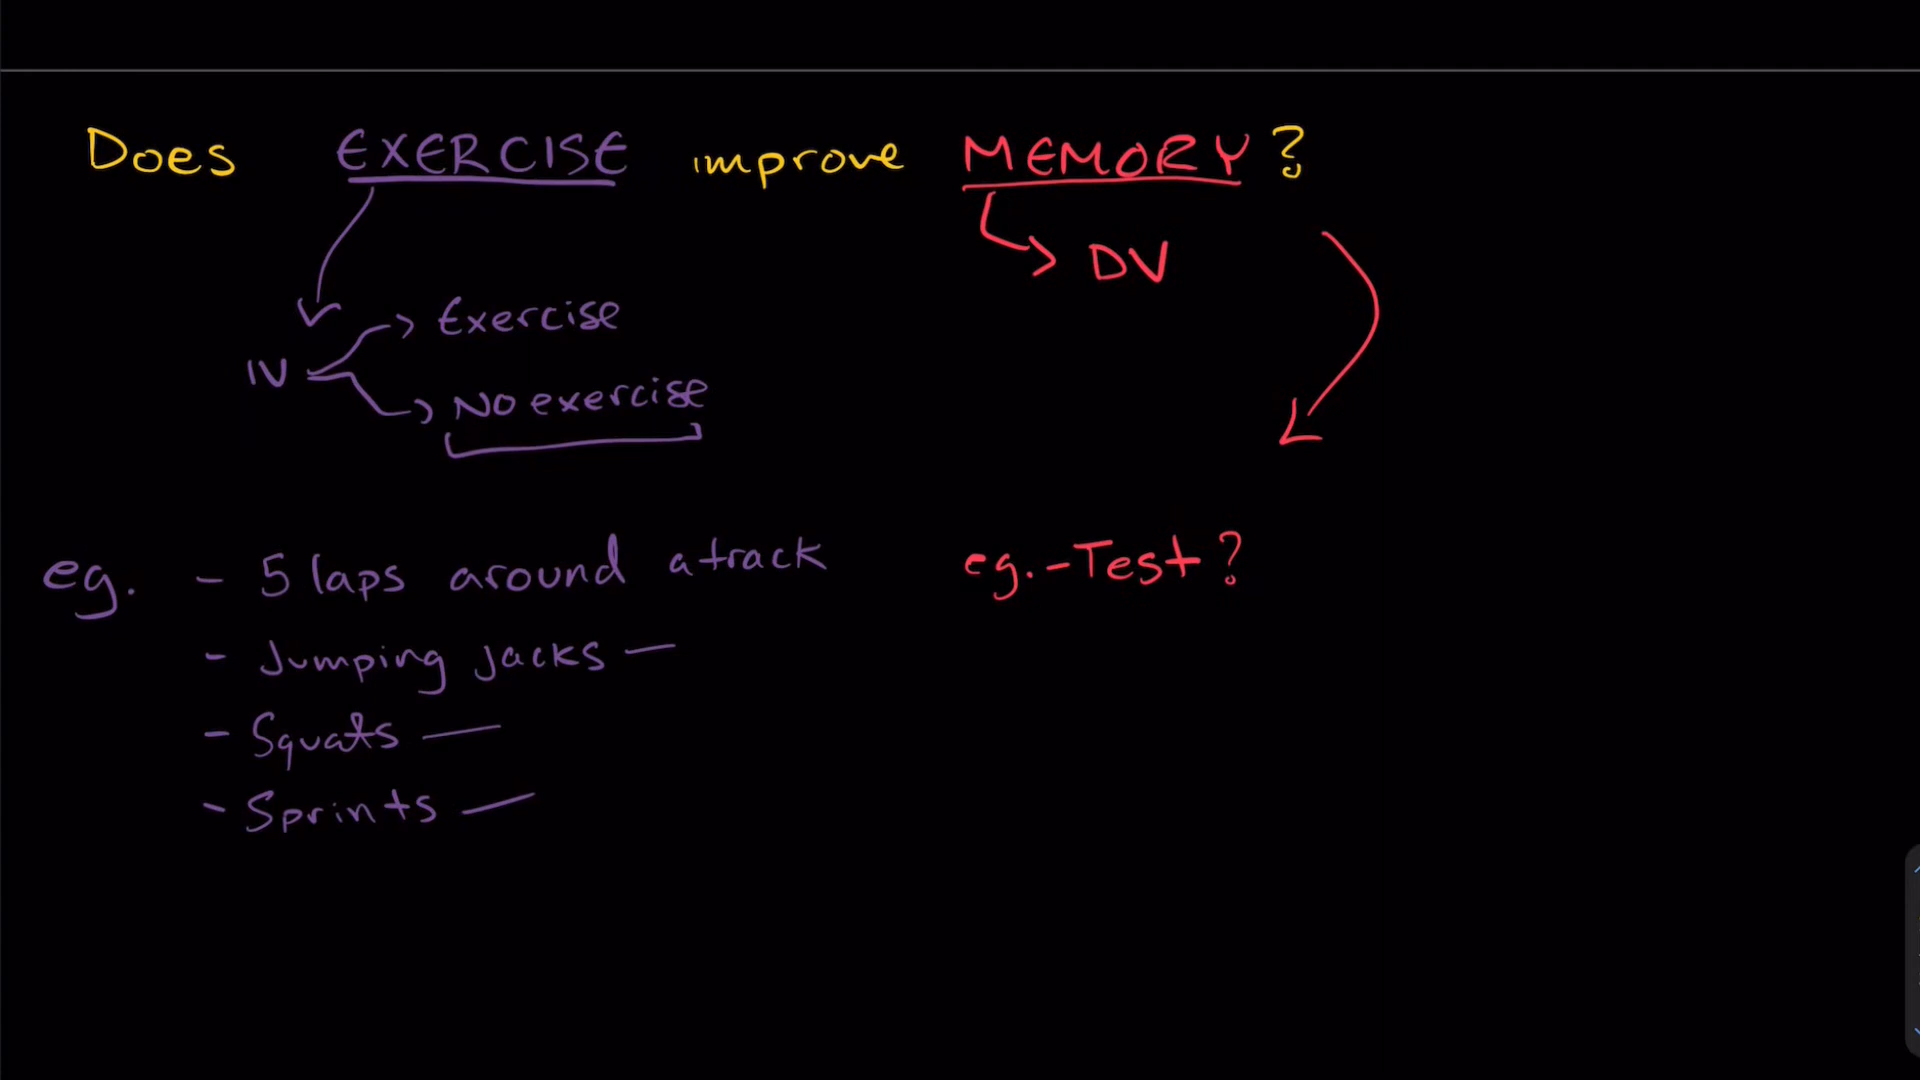 Does EXERCISE improve MEMORY?
DV
IV
Exercise
No exercise
eg. - 5 laps around a track
- Jumping jacks —
- Squats —
- Sprints —
eg. - Test?